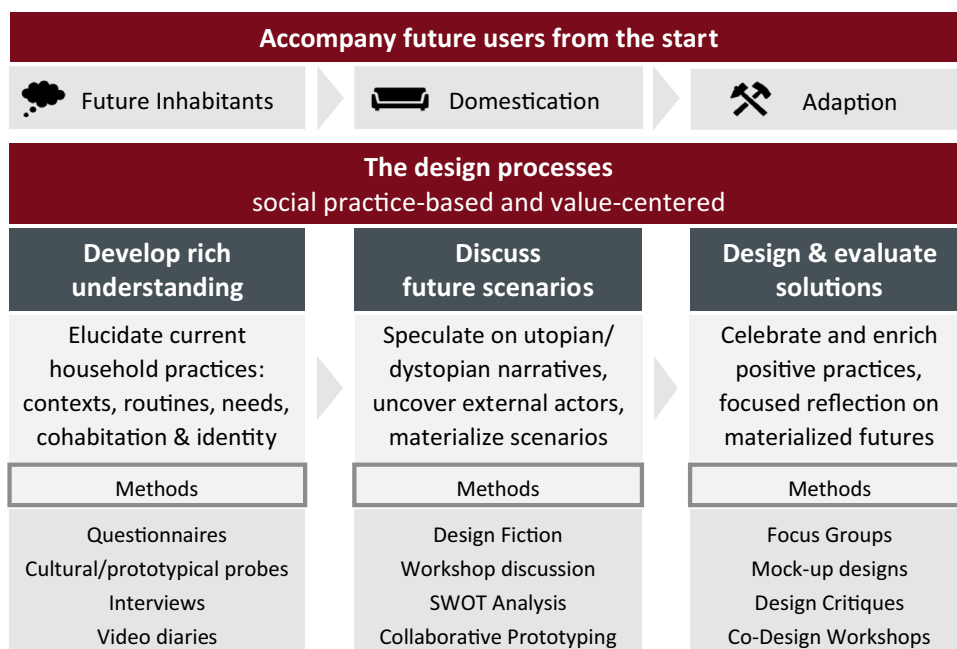 Accompany future users from the start
Future Inhabitants
Domestication
Adaption
The design processes
social practice-based and value-centered
Develop rich
understanding
Elucidate current
household practices:
contexts, routines, needs,
cohabitation & identity
Methods
Questionnaires
Cultural/prototypical probes
Interviews
Video diaries
Discuss
future scenarios
Speculate on utopian/
dystopian narratives,
uncover external actors,
materialize scenarios
Methods
Design Fiction
Workshop discussion
SWOT Analysis
Collaborative Prototyping
Design & evaluate
solutions
Celebrate and enrich
positive practices,
focused reflection on
materialized futures
Methods
Focus Groups
Mock-up designs
Design Critiques
Co-Design Workshops